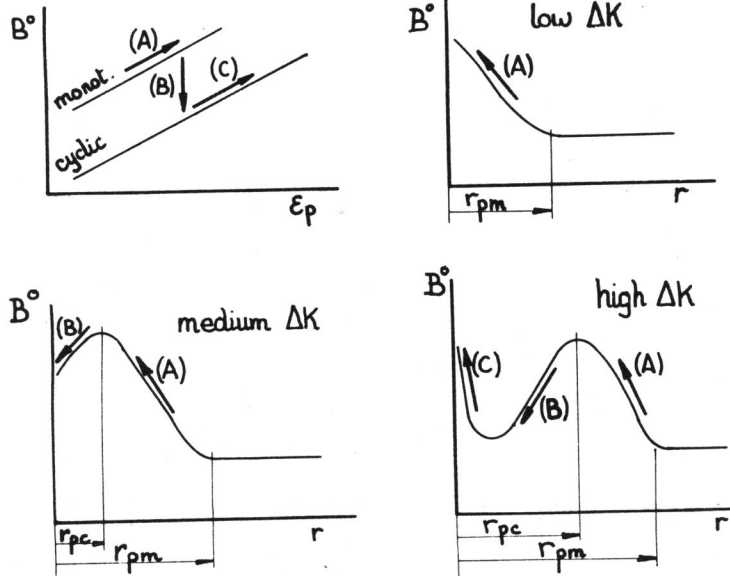 B°
(A)
monot.
(B)
(C)
cyclic
εp
low ΔK
B°
(A)
rpm
r
medium ΔK
B°
(B)
(A)
rpc
rpm
r
high ΔK
B°
(C)
(B)
(A)
rpc
rpm
r